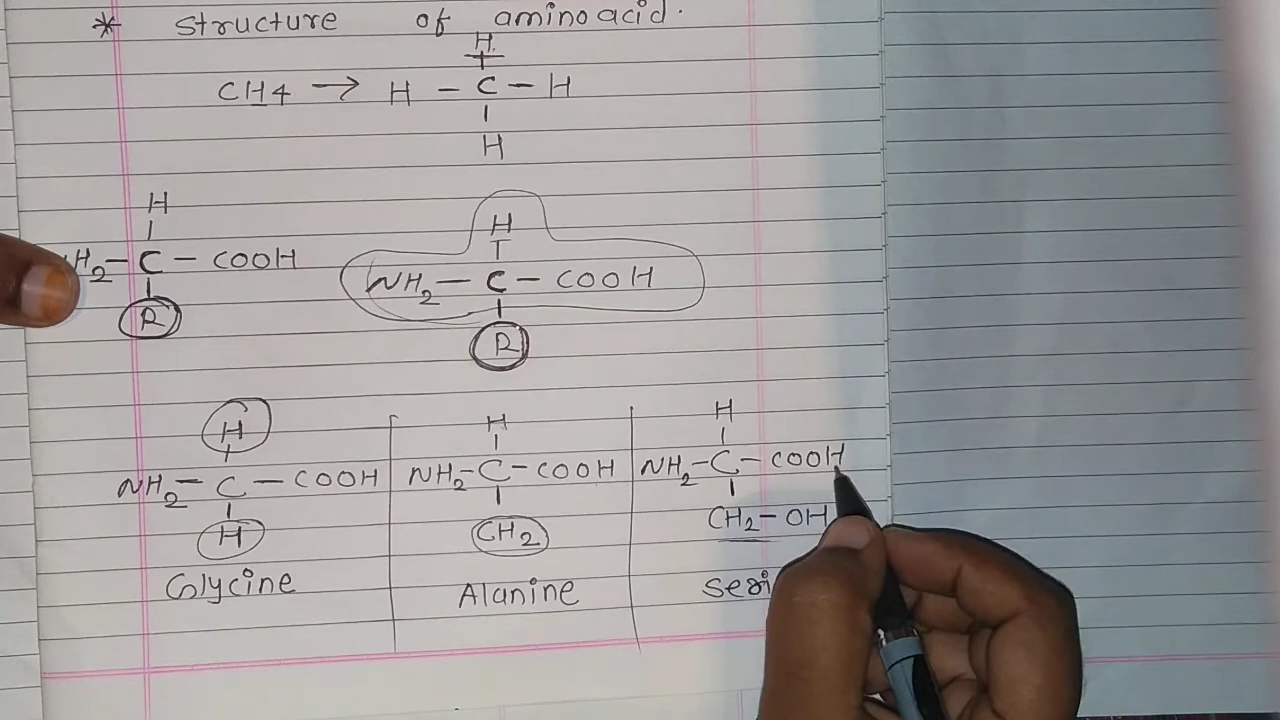 * Structure of amino acid.
H
CH4 → H - C - H
H
H
H2 - C - COOH
R
H
NH2 - C - COOH
R
H
NH2 - C - COOH
H
Glycine
H
NH2 - C - COOH
CH2
Alanine
H
NH2 - C - COOH
CH2 - OH